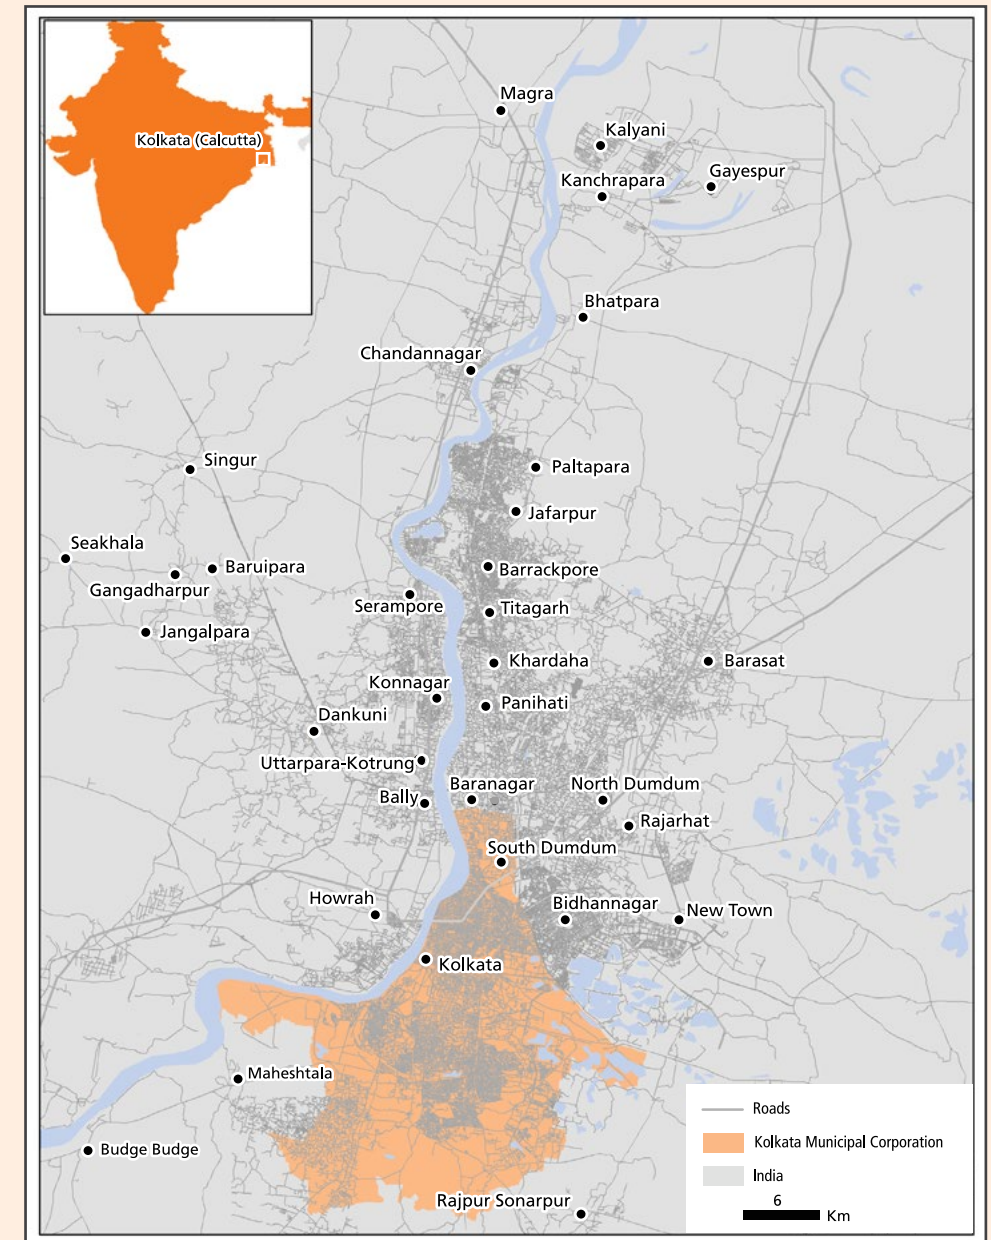 Magra
Kalyani
Kolkata (Calcutta)
Gayespur
Kanchrapara
Bhatpara
Chandannagar
Singur
Paltapara
Jafarpur
Seakhala
Baruipara
Barrackpore
Gangadharpur
Serampore
Titagarh
Jangalpara
Khardaha
Barasat
Konnagar
Panihati
Dankuni
Uttarpara-Kotrung
Baranagar
North Dumdum
Bally
Rajarhat
South Dumdum
Howrah
Bidhannagar
New Town
Kolkata
Maheshtala
Budge Budge
Rajpur Sonarpur
Roads
Kolkata Municipal Corporation
India
6
Km